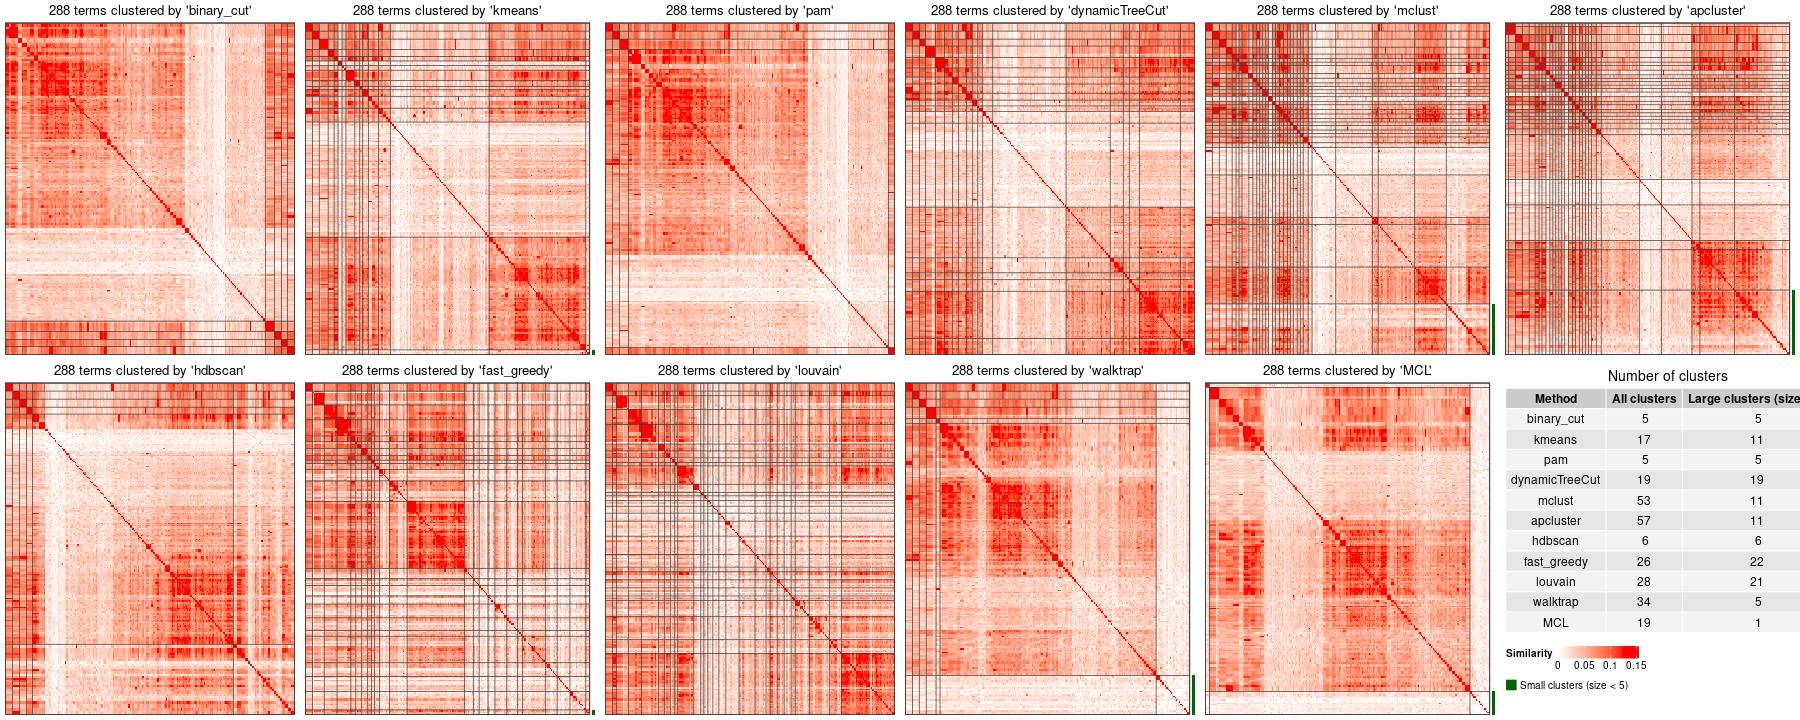 288 terms clustered by 'binary_cut'
288 terms clustered by 'kmeans'
288 terms clustered by 'pam'
288 terms clustered by 'dynamicTreeCut'
288 terms clustered by 'mclust'
288 terms clustered by 'apcluster'
288 terms clustered by 'hdbscan'
288 terms clustered by 'fast_greedy'
288 terms clustered by 'louvain'
288 terms clustered by 'walktrap'
288 terms clustered by 'MCL'
Number of clusters
Method All clusters Large clusters (size
binary_cut 5 5
kmeans 17 11
pam 5 5
dynamicTreeCut 19 19
mclust 53 11
apcluster 57 11
hdbscan 6 6
fast_greedy 26 22
louvain 28 21
walktrap 34 5
MCL 19 1
Similarity
0 0.05 0.1 0.15
Small clusters (size < 5)